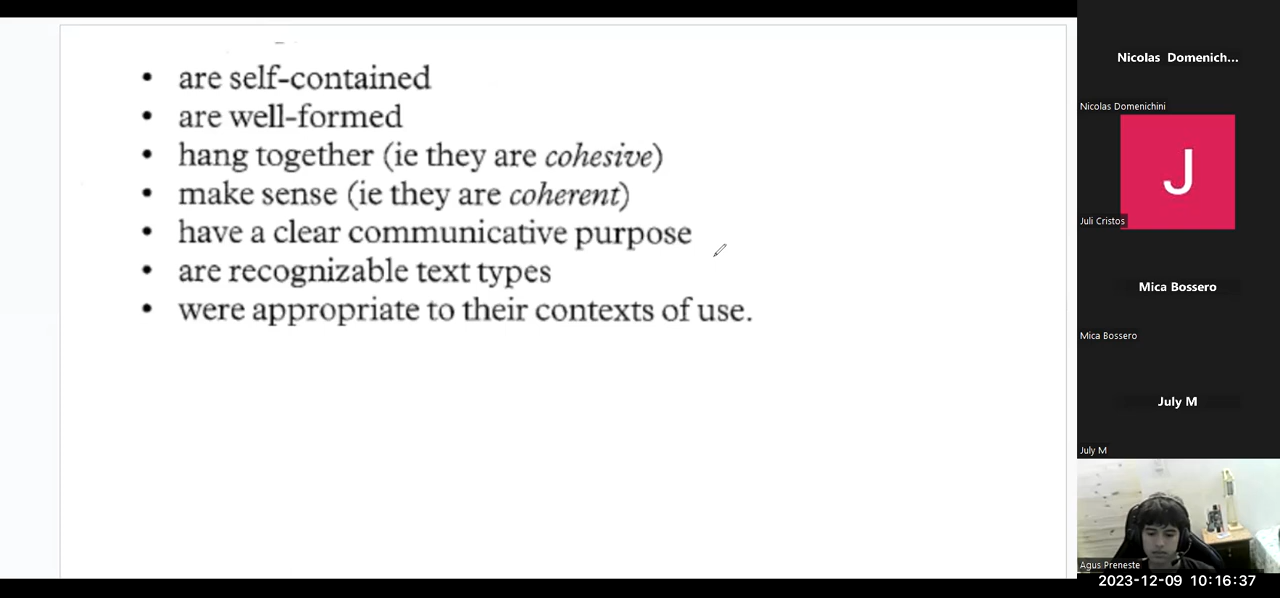 • are self-contained
• are well-formed
• hang together (ie they are cohesive)
• make sense (ie they are coherent)
• have a clear communicative purpose
• are recognizable text types
• were appropriate to their contexts of use.
Nicolas Domenich...
Nicolas Domenichini
J
Juli Cristos
Mica Bossero
Mica Bossero
July M
July M
Agus Preneste
2023-12-09 10:16:37